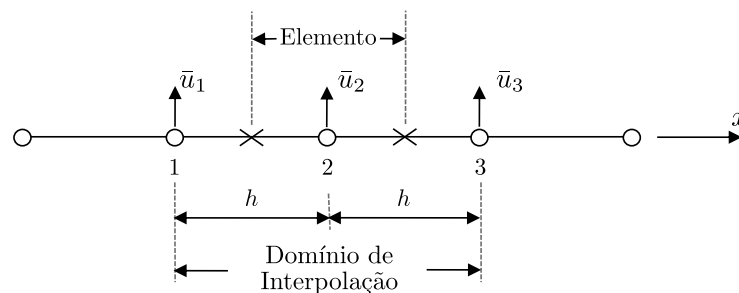 Elemento
ū₁ ū₂ ū₃
x
1 2 3
h h
Domínio de
Interpolação